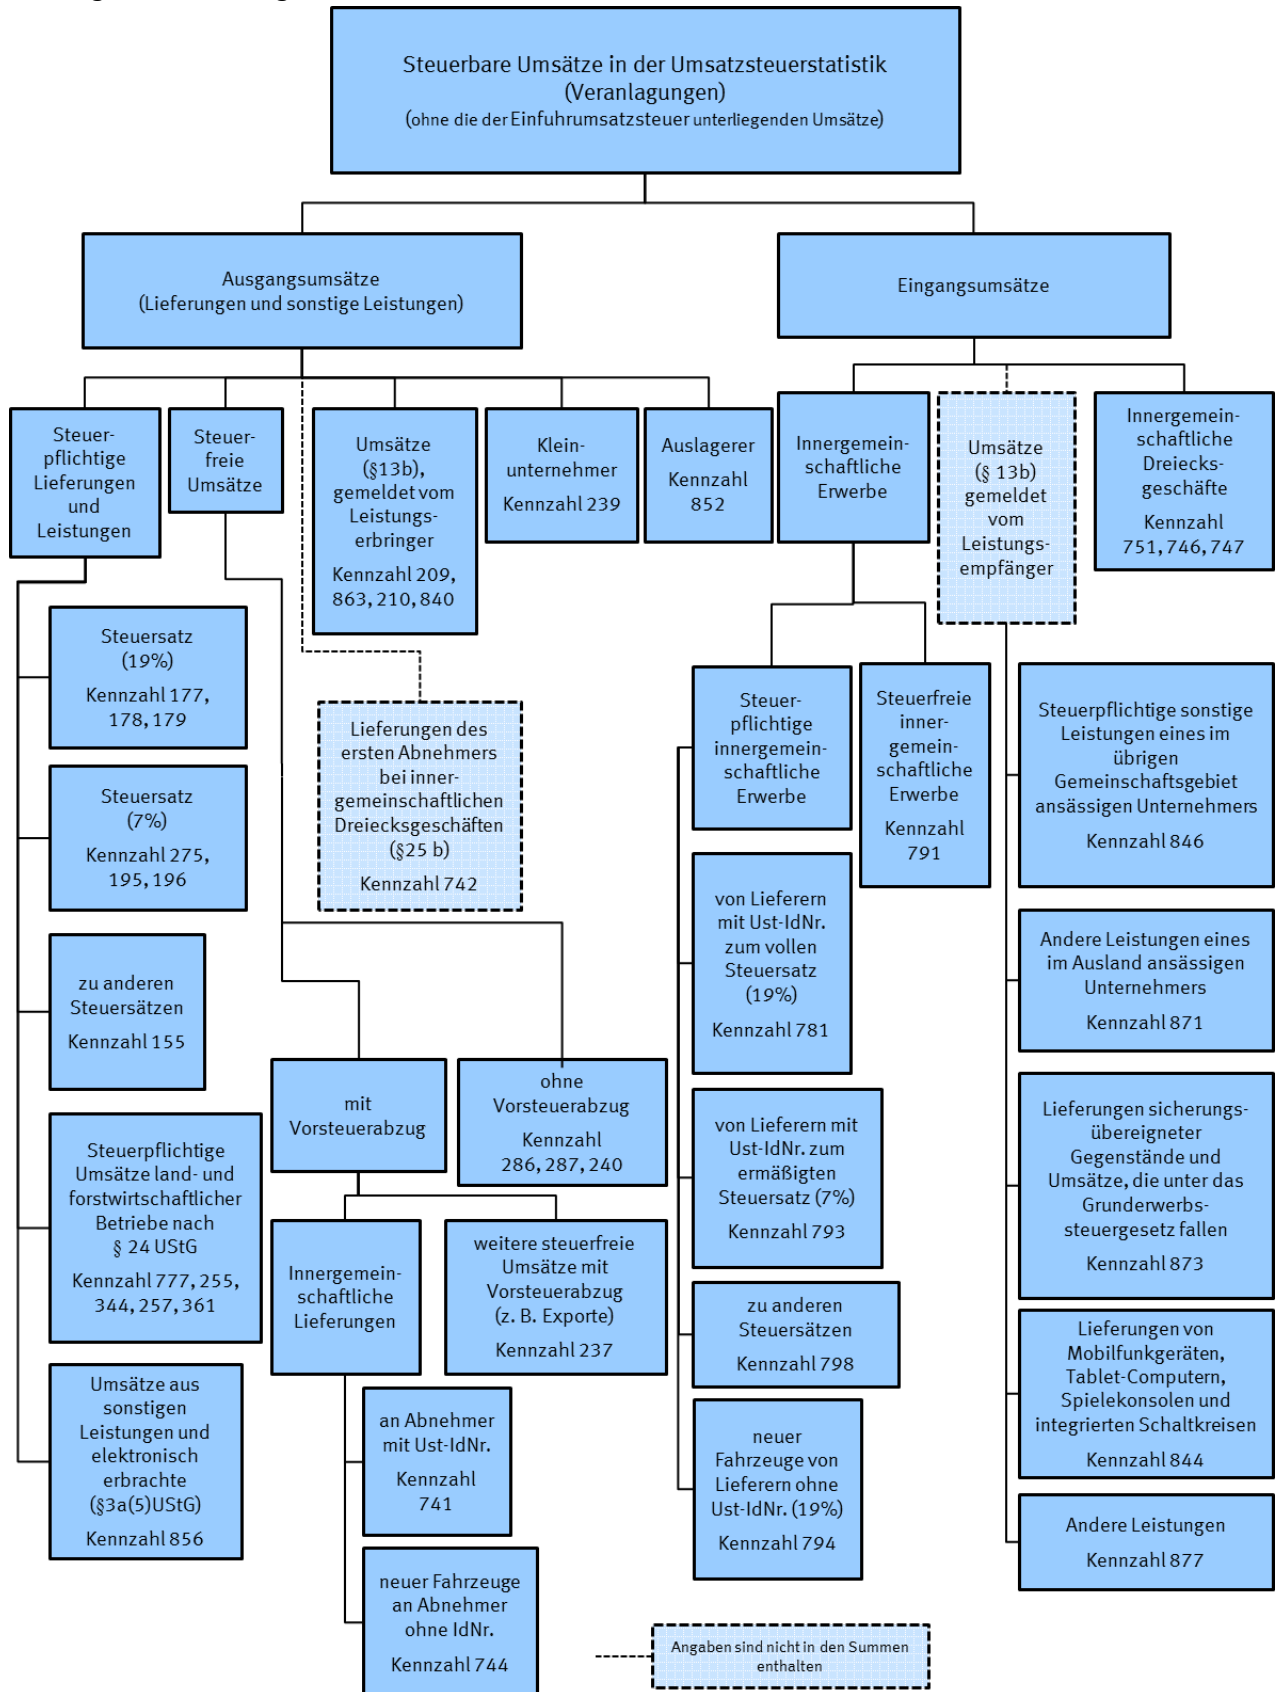 Steuerbare Umsätze in der Umsatzsteuerstatistik
(Veranlagungen)
(ohne die der Einfuhrumsatzsteuer unterliegenden Umsätze)
Ausgangsumsätze
(Lieferungen und sonstige Leistungen)
Eingangsumsätze
Steuer-
pflichtige
Lieferungen
und
Leistungen
Steuer-
freie
Umsätze
Umsätze
(§13b),
gemeldet vom
Leistungs-
erbringer
Kennzahl 209,
863, 210, 840
Klein-
unternehmer
Kennzahl 239
Auslagerer
Kennzahl
852
Innergemein-
schaftliche
Erwerbe
Umsätze
(§ 13b)
gemeldet
vom
Leistungs-
empfänger
Innergemein-
schaftliche
Dreiecks-
geschäfte
Kennzahl
751, 746, 747
Steuersatz
(19%)
Kennzahl 177,
178, 179
Steuersatz
(7%)
Kennzahl 275,
195, 196
zu anderen
Steuersätzen
Kennzahl 155
Steuerpflichtige
Umsätze land- und
forstwirtschaftlicher
Betriebe nach
§ 24 UStG
Kennzahl 777, 255,
344, 257, 361
Umsätze aus
sonstigen
Leistungen und
elektronisch
erbrachte
(§3a(5)UStG)
Kennzahl 856
Lieferungen des
ersten Abnehmers
bei inner-
gemeinschaftlichen
Dreiecksgeschäften
(§25 b)
Kennzahl 742
mit
Vorsteuerabzug
ohne
Vorsteuerabzug
Kennzahl
286, 287, 240
Innergemein-
schaftliche
Lieferungen
weitere steuerfreie
Umsätze mit
Vorsteuerabzug
(z. B. Exporte)
Kennzahl 237
an Abnehmer
mit Ust-IdNr.
Kennzahl
741
neuer Fahrzeuge
an Abnehmer
ohne IdNr.
Kennzahl 744
Steuer-
pflichtige
innergemein-
schaftliche
Erwerbe
Steuerfreie
inner-
gemein-
schaftliche
Erwerbe
Kennzahl
791
von Lieferern
mit Ust-IdNr.
zum vollen
Steuersatz
(19%)
Kennzahl 781
von Lieferern mit
Ust-IdNr. zum
ermäßigten
Steuersatz (7%)
Kennzahl 793
zu anderen
Steuersätzen
Kennzahl 798
neuer
Fahrzeuge von
Lieferern ohne
Ust-IdNr. (19%)
Kennzahl 794
Steuerpflichtige sonstige
Leistungen eines im
übrigen
Gemeinschaftsgebiet
ansässigen Unternehmers
Kennzahl 846
Andere Leistungen eines
im Ausland ansässigen
Unternehmers
Kennzahl 871
Lieferungen sicherungs-
übereigneter
Gegenstände und
Umsätze, die unter das
Grunderwerbs-
steuergesetz fallen
Kennzahl 873
Lieferungen von
Mobilfunkgeräten,
Tablet-Computern,
Spielekonsolen und
integrierten Schaltkreisen
Kennzahl 844
Andere Leistungen
Kennzahl 877
Angaben sind nicht in den Summen
enthalten